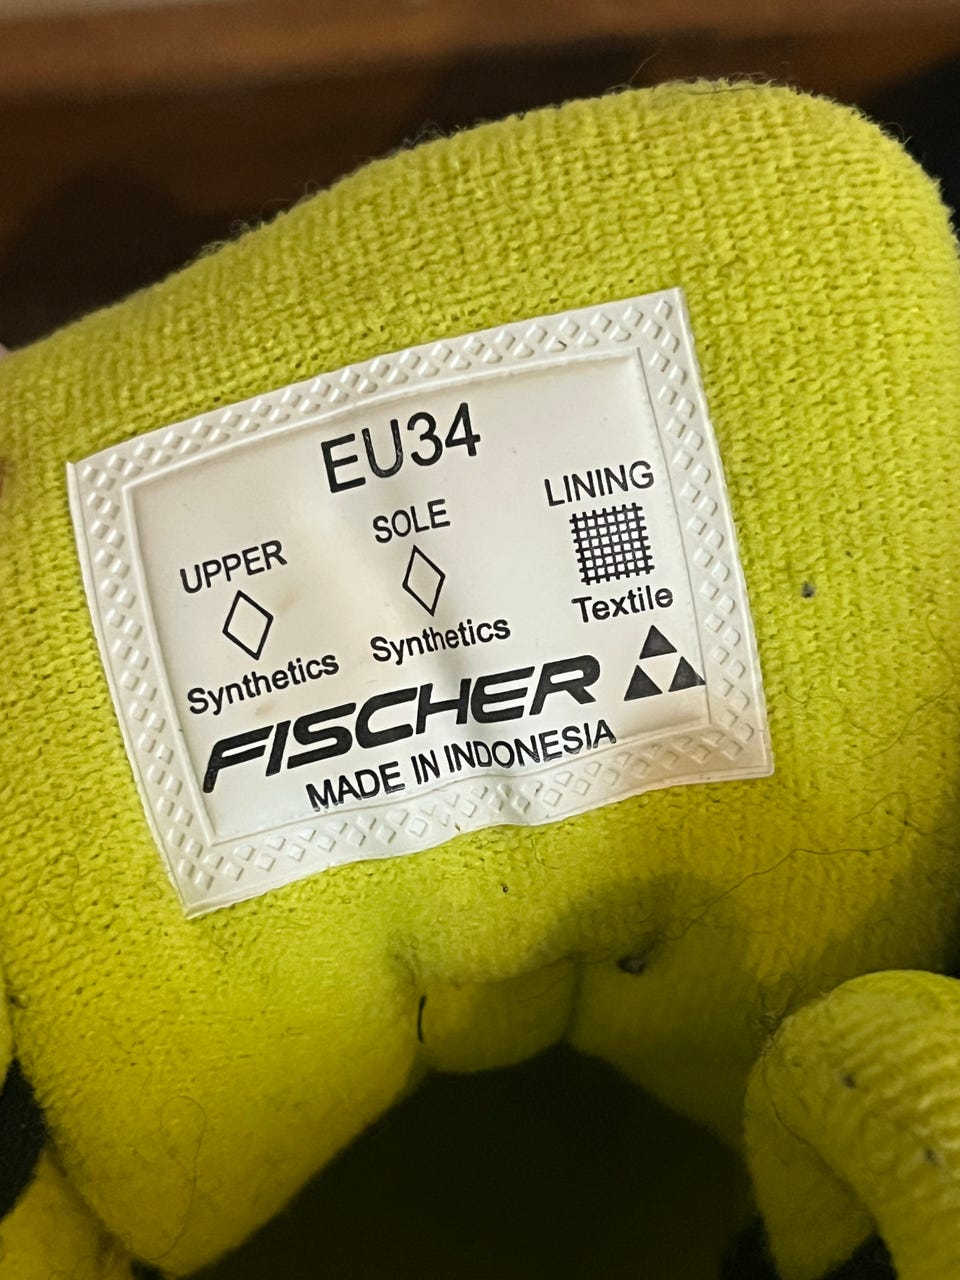 EU34
UPPER SOLE LINING
Synthetics Synthetics Textile
FISCHER
MADE IN INDONESIA